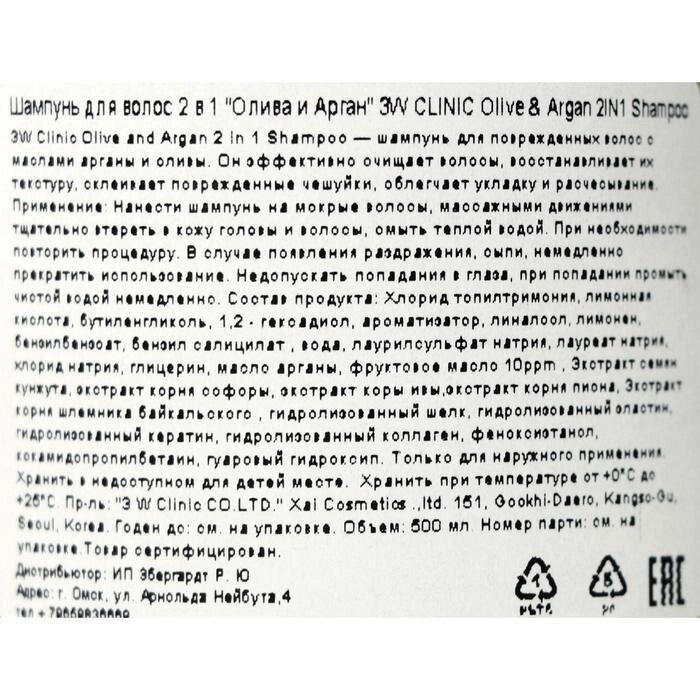 Шампунь для волос 2 в 1 "Олива и Арган" 3W CLINIC Olive & Argan 2IN1 Shampoo
3W Clinic Olive and Argan 2 in 1 Shampoo — шампунь для поврежденных волос с
маслами арганы и оливы. Он эффективно очищает волосы, восстанавливает их
текстуру, склеивает поврежденные чешуйки, облегчает укладку и расчесывание.
Применение: Нанести шампунь на мокрые волосы, массажными движениями
тщательно втереть в кожу головы и волосы, смыть теплой водой. При необходимости
повторить процедуру. В случае появления раздражения, сыпи, немедленно
прекратить использование. Недопускать попадания в глаза, при попадании промыть
чистой водой немедленно. Состав продукта: Хлорид топилтримония, лимонная
кислота, бутиленгликоль, 1,2 - гексадиол, ароматизатор, линалоол, лимонен,
бензилбензоат, бензил салицилат , вода, лаурилсульфат натрия, лауреат натрия,
хлорид натрия, глицерин, масло арганы, фруктовое масло 10ppm , Экстракт семян
кунжута, экстракт корня софоры, экстракт коры ивы,экстракт корня пиона, Экстракт
корня шлемника байкальского , гидролизованный шелк, гидролизованный эластин,
гидролизованный кератин, гидролизованный коллаген, феноксиэтанол,
кокамидопропилбетаин, гуаровый гидроксип. Только для наружного применения.
Хранить в недоступном для детей месте. Хранить при температуре от +0°C до
+25°C. Пр-ль: "3 W Clinic CO.LTD." Xai Cosmetics .,ltd. 151, Gookhi-Daero, Kangso-Gu,
Seoul, Korea. Годен до: см. на упаковке. Объем: 500 мл. Номер парти: см. на
упаковке.Товар сертифицирован.
Дистрибьютор: ИП Эбергардт Р. Ю
Адрес: г. Омск, ул. Арнольда Нейбута,4
тел
1
5
EAC